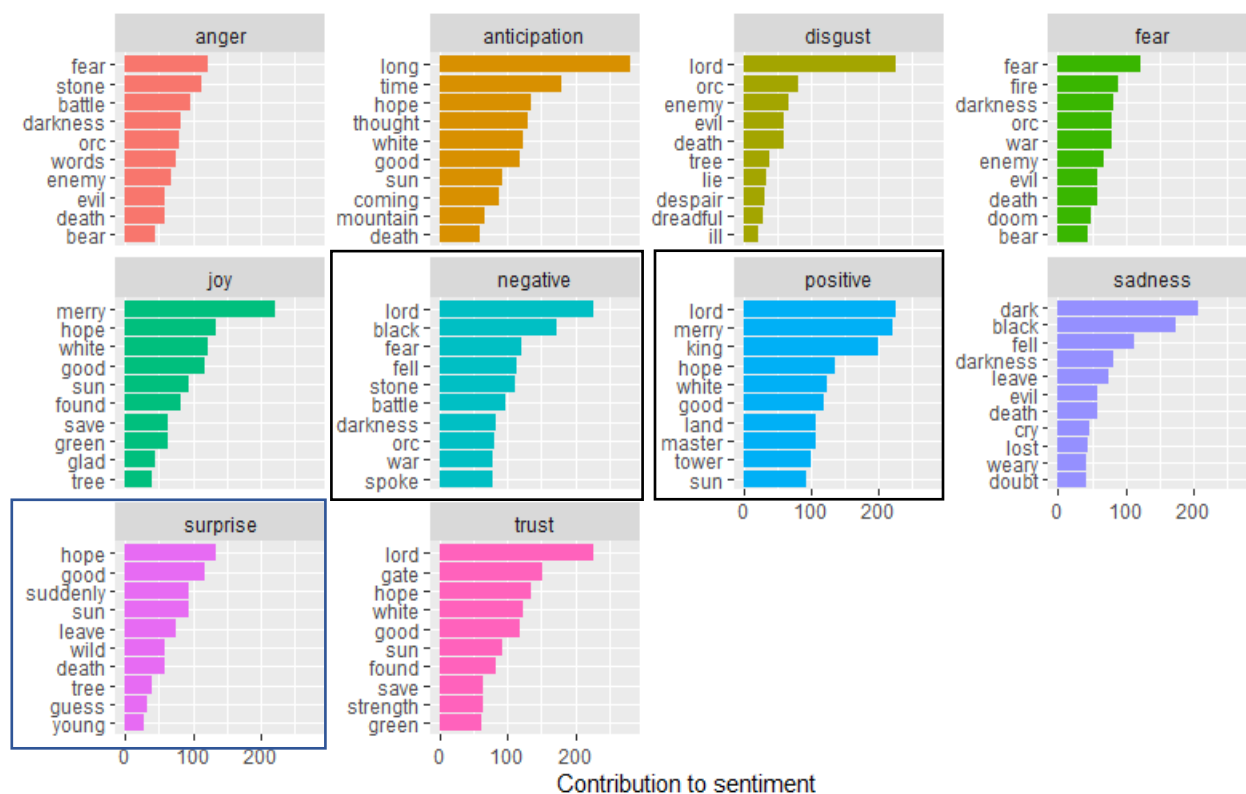 anger
fear
stone
battle
darkness
orc
words
enemy
evil
death
bear
anticipation
long
time
hope
thought
white
good
sun
coming
mountain
death
disgust
lord
orc
enemy
evil
death
tree
lie
despair
dreadful
ill
fear
fear
fire
darkness
orc
war
enemy
evil
death
doom
bear
joy
merry
hope
white
good
sun
found
save
green
glad
tree
negative
lord
black
fear
fell
stone
battle
darkness
orc
war
spoke
positive
lord
merry
king
hope
white
good
land
master
tower
sun
0 100 200
sadness
dark
black
fell
darkness
leave
evil
death
cry
lost
weary
doubt
0 100 200
surprise
hope
good
suddenly
sun
leave
wild
death
tree
guess
young
0 100 200
trust
lord
gate
hope
white
good
sun
found
save
strength
green
0 100 200
Contribution to sentiment